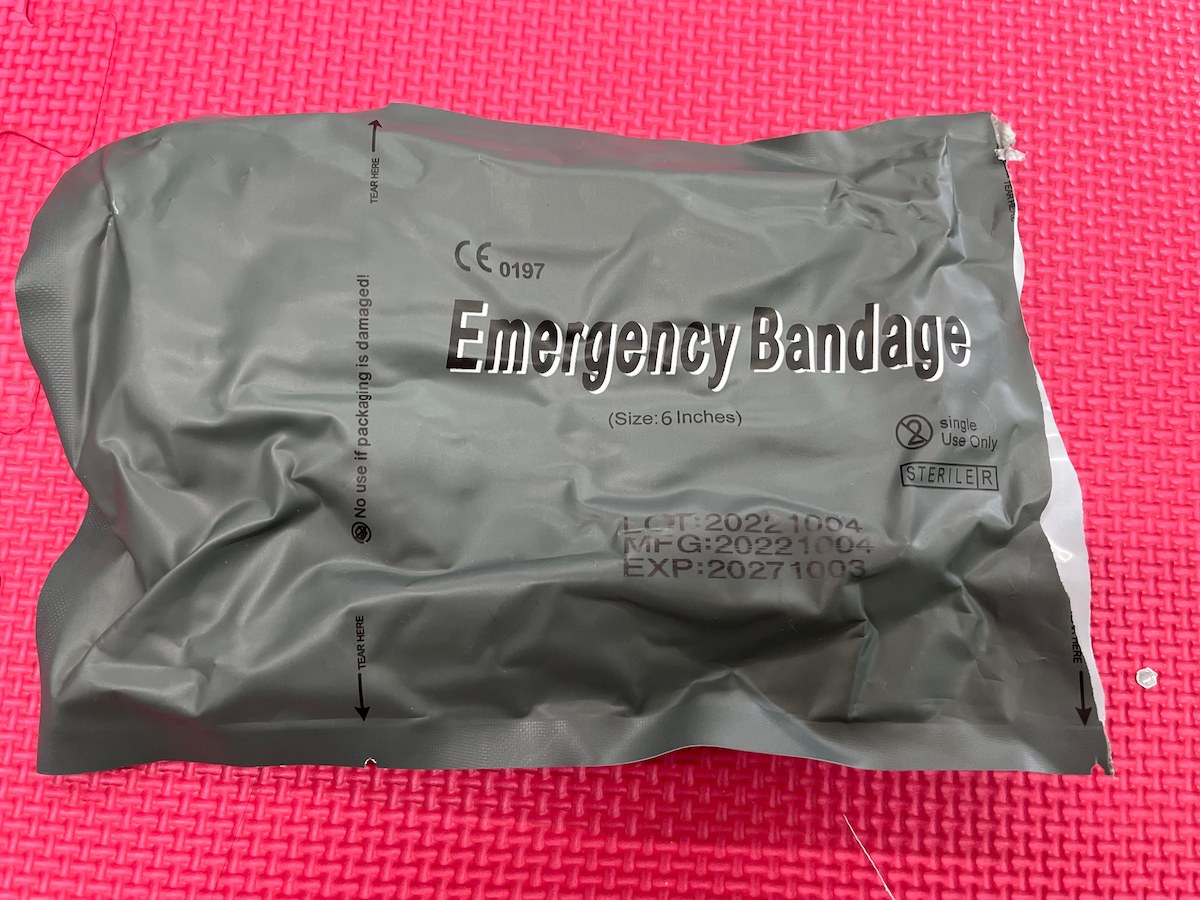 TEAR HERE
CE 0197
Emergency Bandage
(Size: 6 Inches)
No use if packaging is damaged!
2
single
Use Only
STERILE R
LOT:20221004
MFG:20221004
EXP:20271003
TEAR HERE
HERE